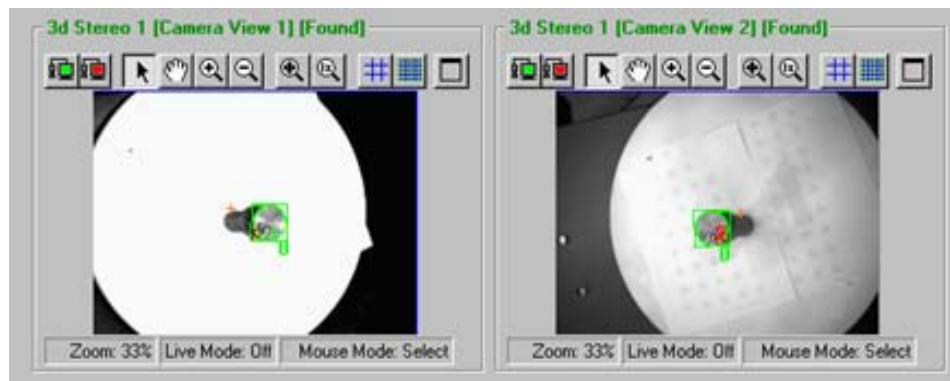 3d Stereo 1 [Camera View 1] [Found]
Zoom: 33% Live Mode: Off Mouse Mode: Select
3d Stereo 1 [Camera View 2] [Found]
Zoom: 33% Live Mode: Off Mouse Mode: Select